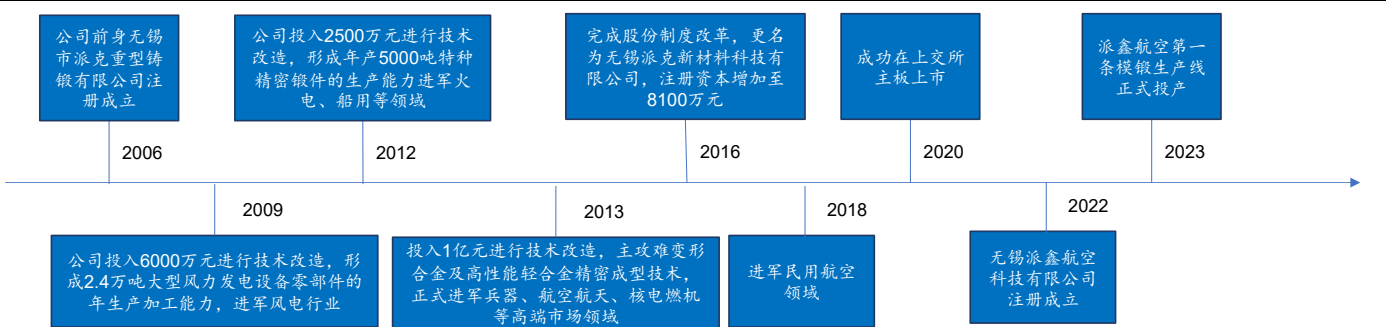 公司前身无锡
市派克重型铸
锻有限公司注
册成立
公司投入2500万元进行技术
改造，形成年产5000吨特种
精密锻件的生产能力进军火
电、船用等领域
完成股份制度改革，更名
为无锡派克新材料科技有
限公司，注册资本增加至
8100万元
成功在上交所
主板上市
派鑫航空第一
条模锻生产线
正式投产
2006
2012
2016
2020
2023
2009
2013
2018
2022
公司投入6000万元进行技术改造，形
成2.4万吨大型风力发电设备零部件的
年生产加工能力，进军风电行业
投入1亿元进行技术改造，主攻难变形
合金及高性能轻合金精密成型技术，
正式进军兵器、航空航天、核电燃机
等高端市场领域
进军民用航空
领域
无锡派鑫航空
科技有限公司
注册成立